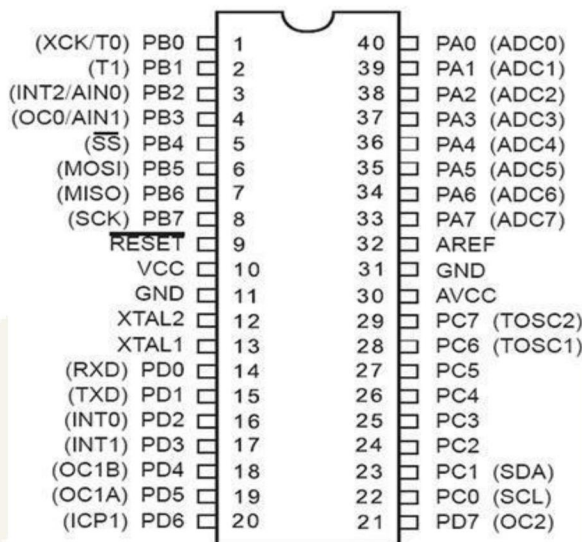 (XCK/T0) PB0 1 40 PA0 (ADC0)
(T1) PB1 2 39 PA1 (ADC1)
(INT2/AIN0) PB2 3 38 PA2 (ADC2)
(OC0/AIN1) PB3 4 37 PA3 (ADC3)
(SS) PB4 5 36 PA4 (ADC4)
(MOSI) PB5 6 35 PA5 (ADC5)
(MISO) PB6 7 34 PA6 (ADC6)
(SCK) PB7 8 33 PA7 (ADC7)
RESET 9 32 AREF
VCC 10 31 GND
GND 11 30 AVCC
XTAL2 12 29 PC7 (TOSC2)
XTAL1 13 28 PC6 (TOSC1)
(RXD) PD0 14 27 PC5
(TXD) PD1 15 26 PC4
(INT0) PD2 16 25 PC3
(INT1) PD3 17 24 PC2
(OC1B) PD4 18 23 PC1 (SDA)
(OC1A) PD5 19 22 PC0 (SCL)
(ICP1) PD6 20 21 PD7 (OC2)